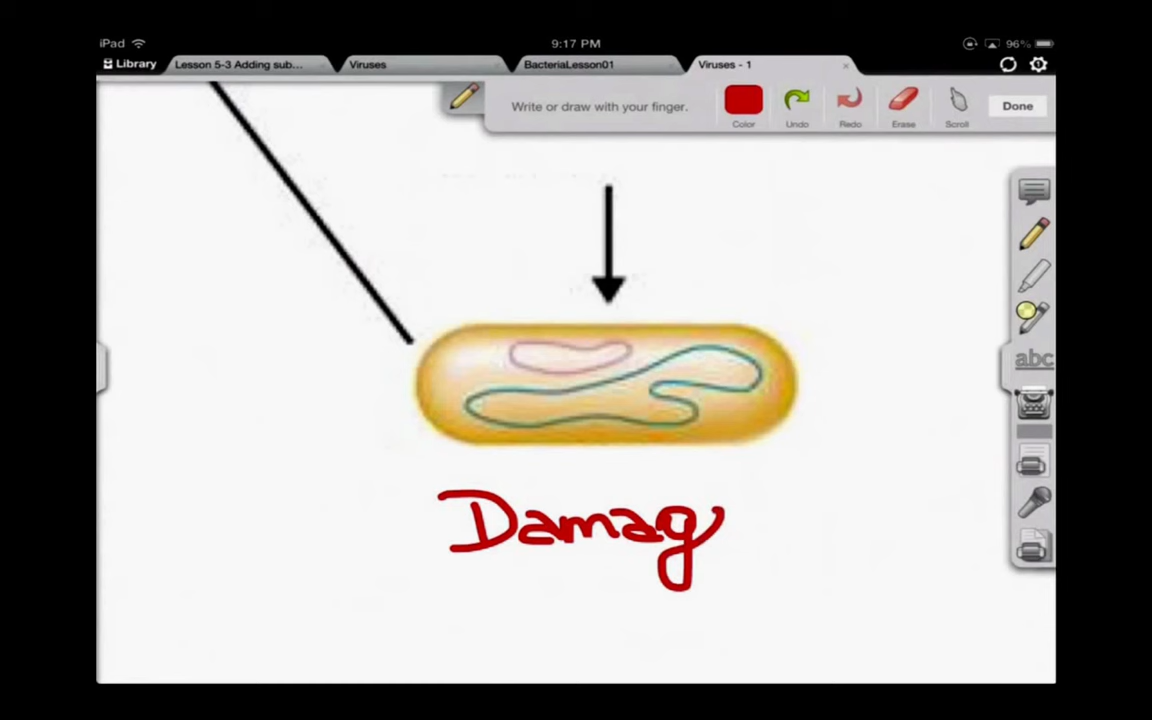 iPad 9:17 PM 96%
Library Lesson 5-3 Adding sub... Viruses BacteriaLesson01 Viruses - 1
Write or draw with your finger. Color Undo Redo Erase Scroll Done
abc
Damag